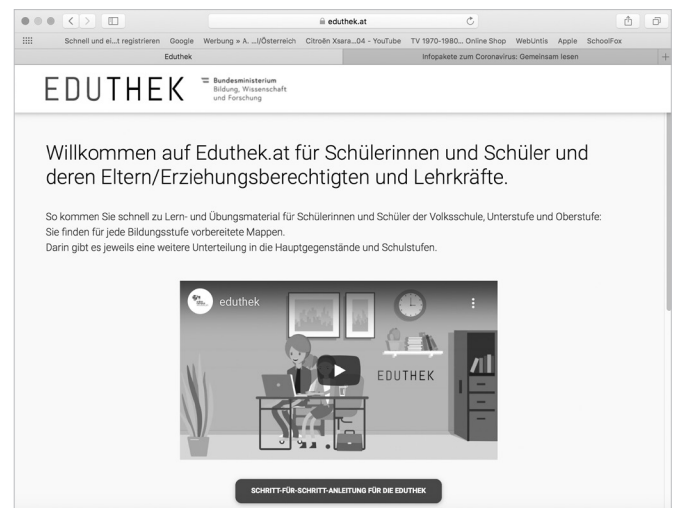 eduthek.at
Schnell und ei...t registrieren Google Werbung » A. ...l/Österreich Citroën Xsara...04 – YouTube TV 1970-1980... Online Shop WebUntis Apple SchoolFox
Eduthek Infopakete zum Coronavirus: Gemeinsam lesen
EDUTHEK
Bundesministerium
Bildung, Wissenschaft
und Forschung
Willkommen auf Eduthek.at für Schülerinnen und Schüler und
deren Eltern/Erziehungsberechtigten und Lehrkräfte.
So kommen Sie schnell zu Lern- und Übungsmaterial für Schülerinnen und Schüler der Volksschule, Unterstufe und Oberstufe:
Sie finden für jede Bildungsstufe vorbereitete Mappen.
Darin gibt es jeweils eine weitere Unterteilung in die Hauptgegenstände und Schulstufen.
eduthek
EDUTHEK
SCHRITT-FÜR-SCHRITT-ANLEITUNG FÜR DIE EDUTHEK